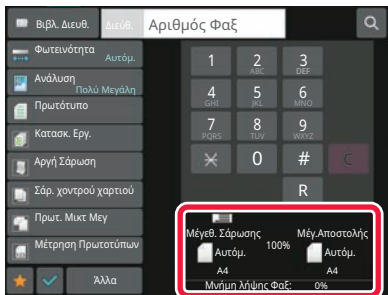 Βιβλ. Διευθ. Διεύθ. Αριθμός Φαξ
Φωτεινότητα
Αυτόμ.
Ανάλυση
Πολύ Μεγάλη
Πρωτότυπο
Κατασκ. Εργ.
Αργή Σάρωση
Σάρ. χοντρού χαρτιού
Πρωτ. Μικτ Μεγ
Μέτρηση Πρωτοτύπων
Άλλα
1 2 3
ABC DEF
4 5 6
GHI JKL MNO
7 8 9
PQRS TUV WXYZ
0 # C
R
Μέγεθ. Σάρωσης Μέγ.Αποστολής
100%
Αυτόμ. Αυτόμ.
A4 A4
Μνήμη λήψης Φαξ: 0%